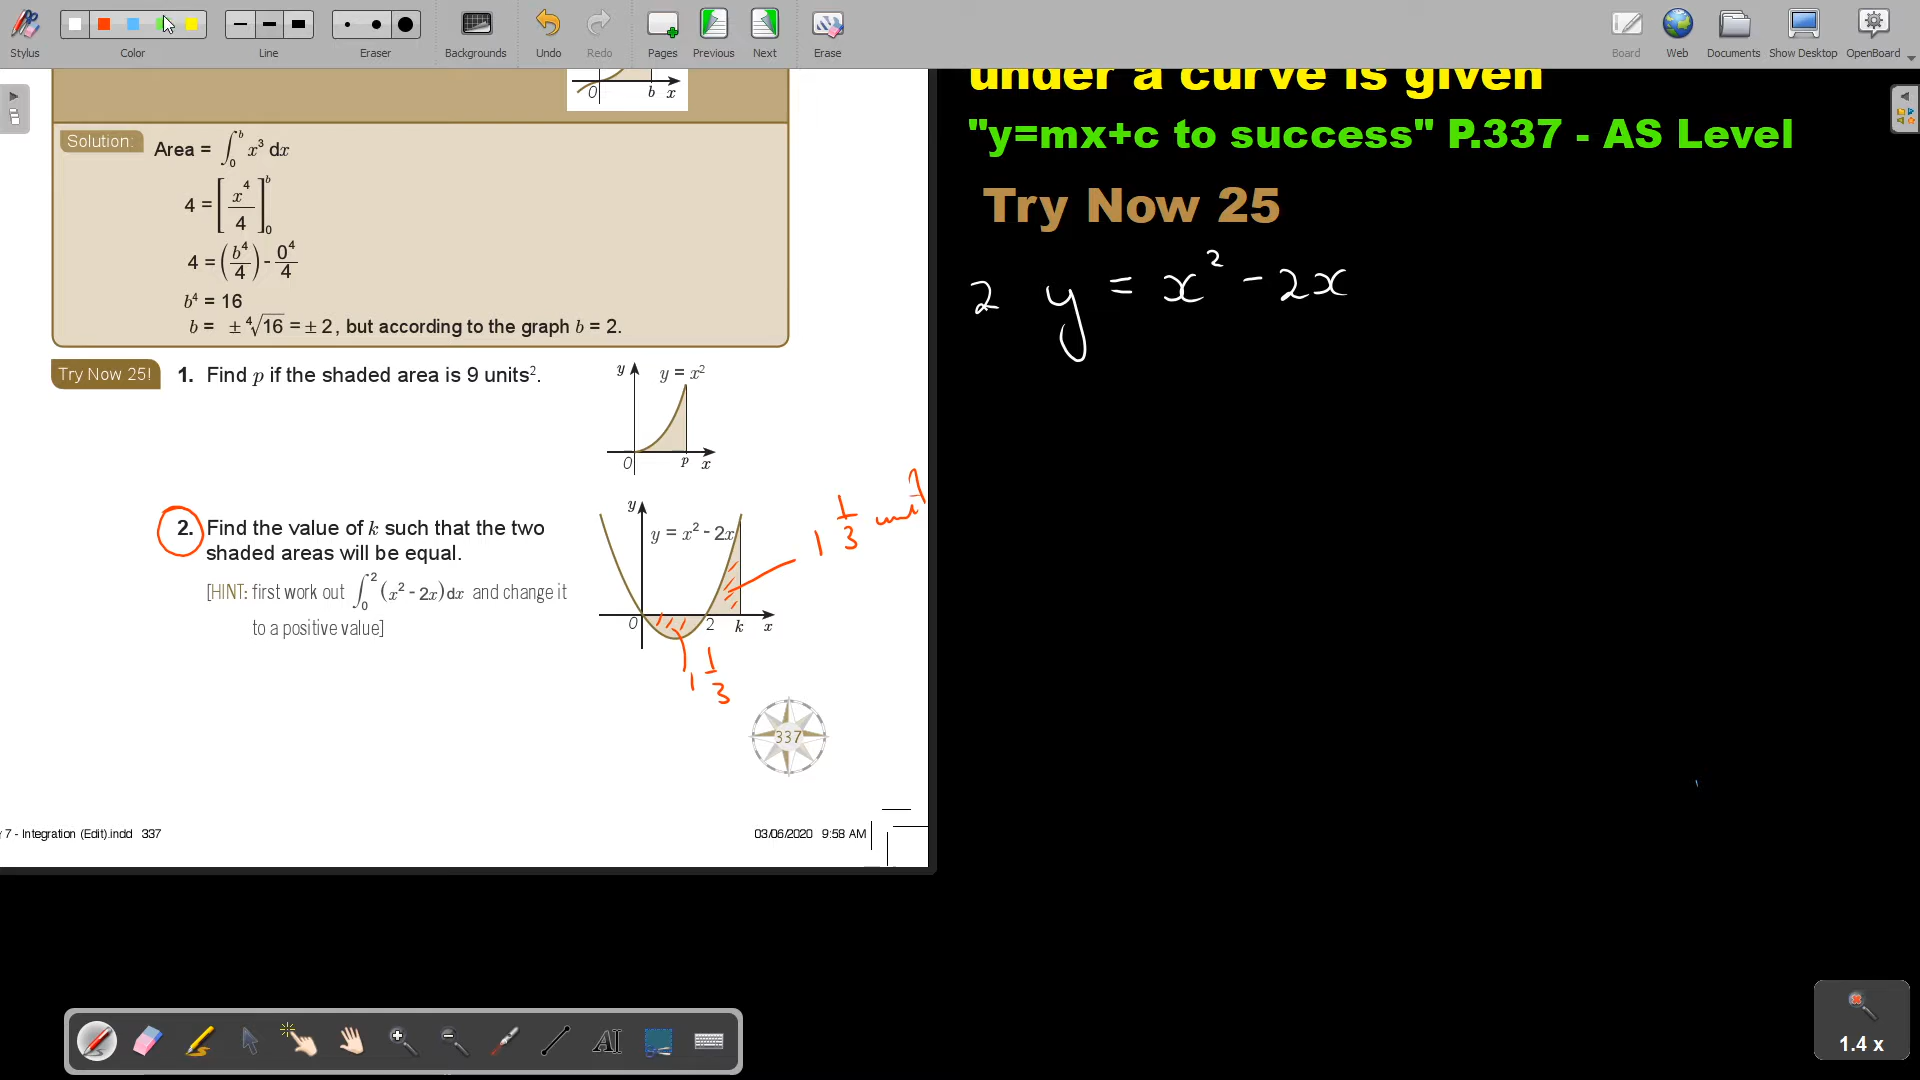 Stylus Color Line Eraser Backgrounds Undo Redo Pages Previous Next Erase Board Web Documents Show Desktop OpenBoard
0 b x
Solution: Area = ∫₀ᵇ x³ dx
4 = [x⁴/4]₀ᵇ
4 = (b⁴/4) - 0⁴/4
b⁴ = 16
b = ± ⁴√16 = ± 2, but according to the graph b = 2.
Try Now 25! 1. Find p if the shaded area is 9 units².
y y = x²
0 p x
2. Find the value of k such that the two
shaded areas will be equal.
[HINT: first work out ∫₀² (x² - 2x)dx and change it
to a positive value]
y
y = x² - 2x
0 2 k x
1 1/3
1 1/3
337
y 7 - Integration (Edit).indd 337
03/06/2020 9:58 AM
under a curve is given
"y=mx+c to success" P.337 - AS Level
Try Now 25
2 y = x² - 2x
1.4 x